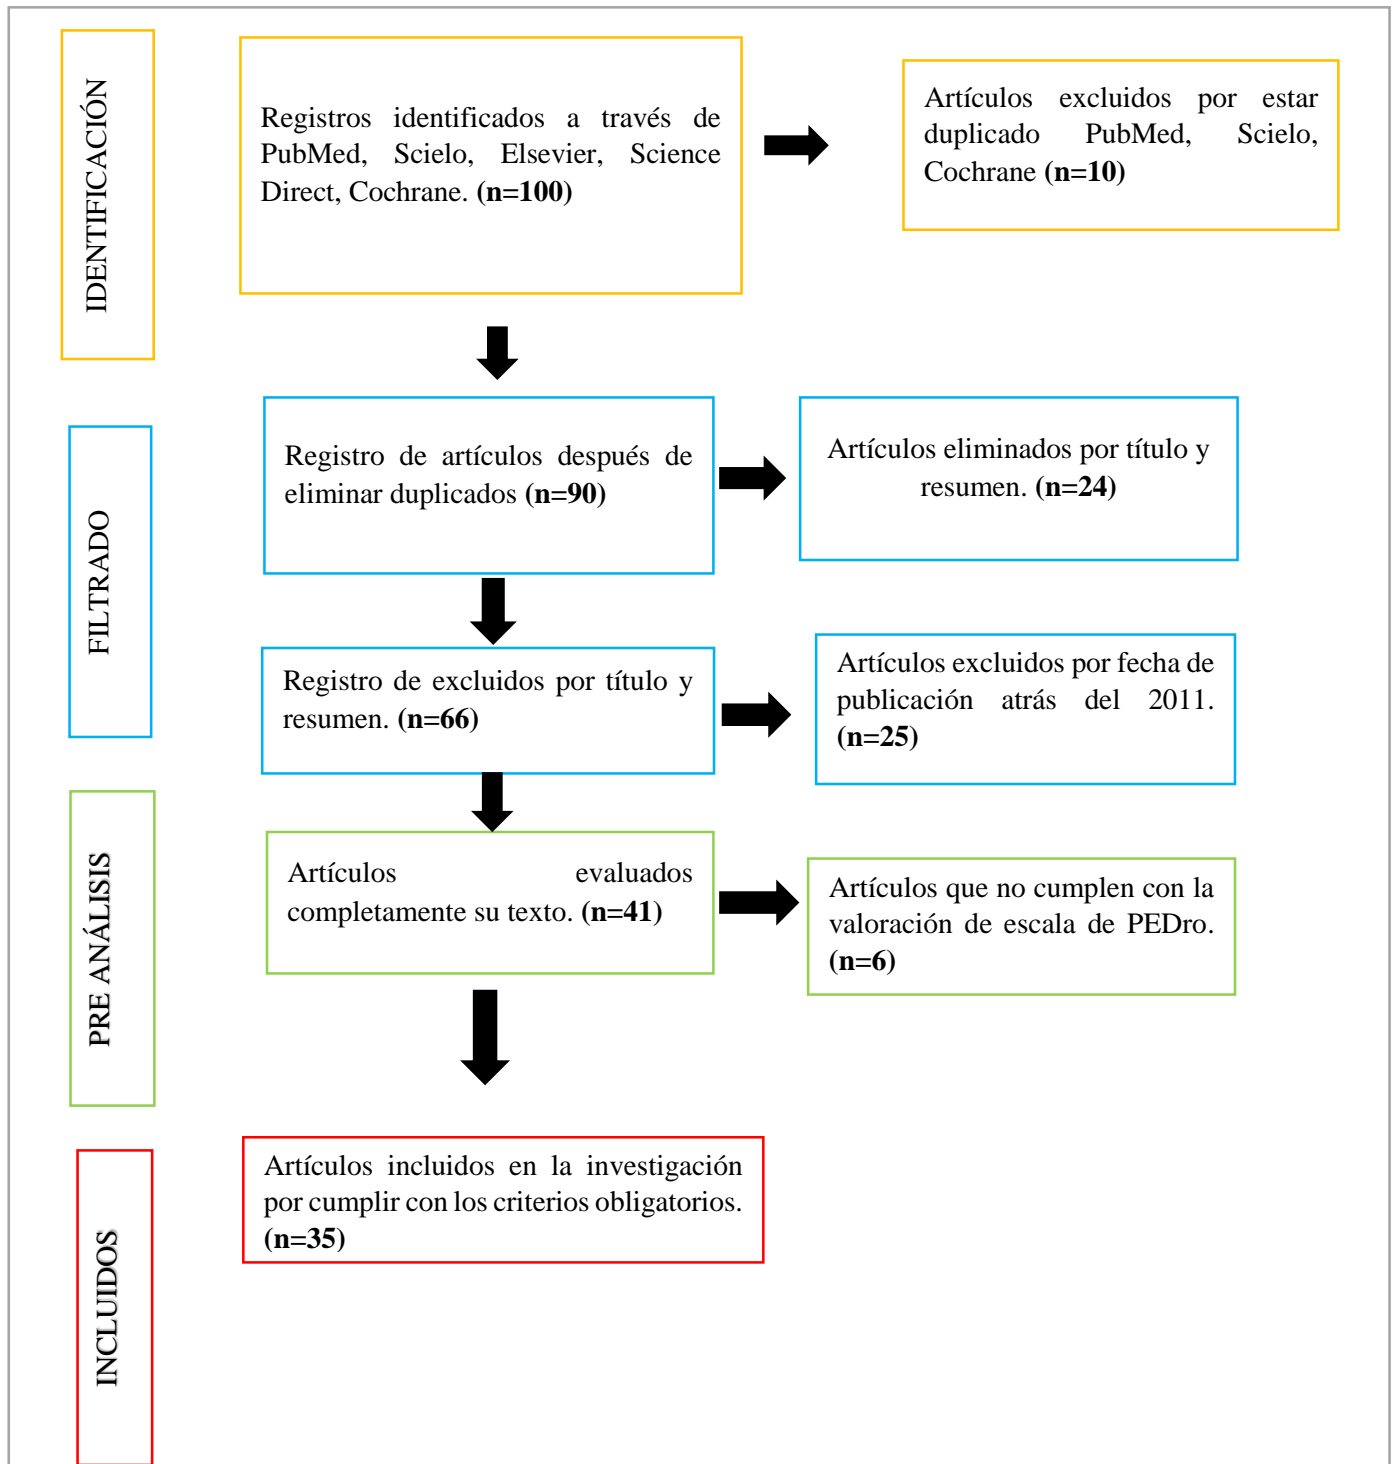 IDENTIFICACIÓN
Registros identificados a través de
PubMed, Scielo, Elsevier, Science
Direct, Cochrane. (n=100)
Artículos excluidos por estar
duplicado PubMed, Scielo,
Cochrane (n=10)
FILTRADO
Registro de artículos después de
eliminar duplicados (n=90)
Artículos eliminados por título y
resumen. (n=24)
Registro de excluidos por título y
resumen. (n=66)
Artículos excluidos por fecha de
publicación atrás del 2011.
(n=25)
PRE ANÁLISIS
Artículos evaluados
completamente su texto. (n=41)
Artículos que no cumplen con la
valoración de escala de PEDro.
(n=6)
INCLUIDOS
Artículos incluidos en la investigación
por cumplir con los criterios obligatorios.
(n=35)